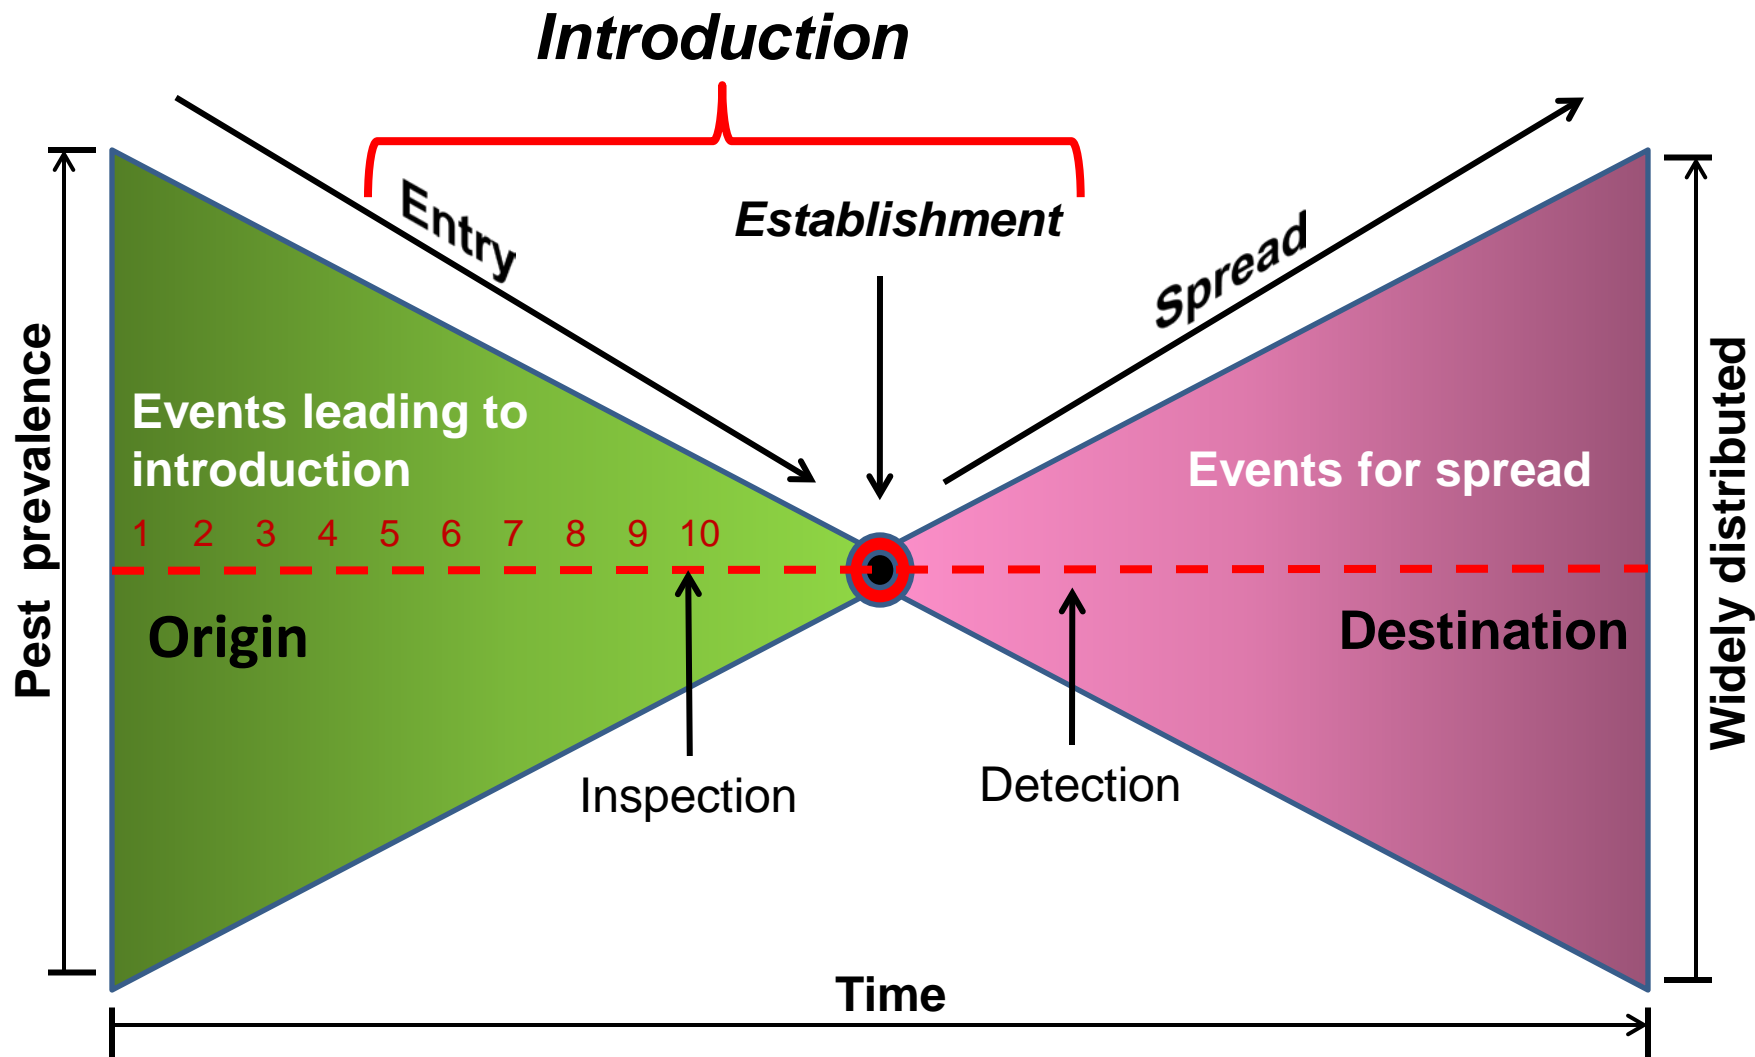 Introduction
Entry
Establishment
Spread
Pest prevalence
Events leading to
introduction
1 2 3 4 5 6 7 8 9 10
Origin
Inspection
Events for spread
Destination
Detection
Widely distributed
Time